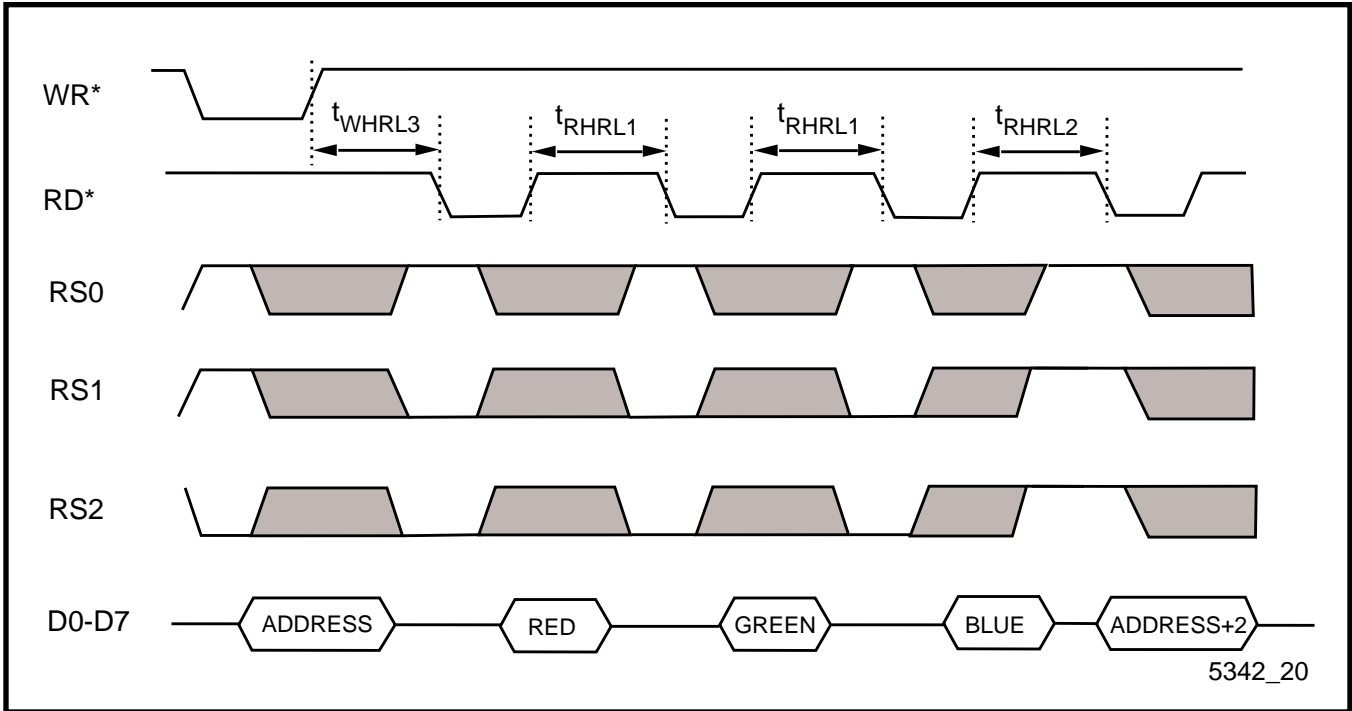 WR*
tWHRL3
tRHRL1
tRHRL1
tRHRL2
RD*
RS0
RS1
RS2
D0-D7
ADDRESS
RED
GREEN
BLUE
ADDRESS+2
5342_20